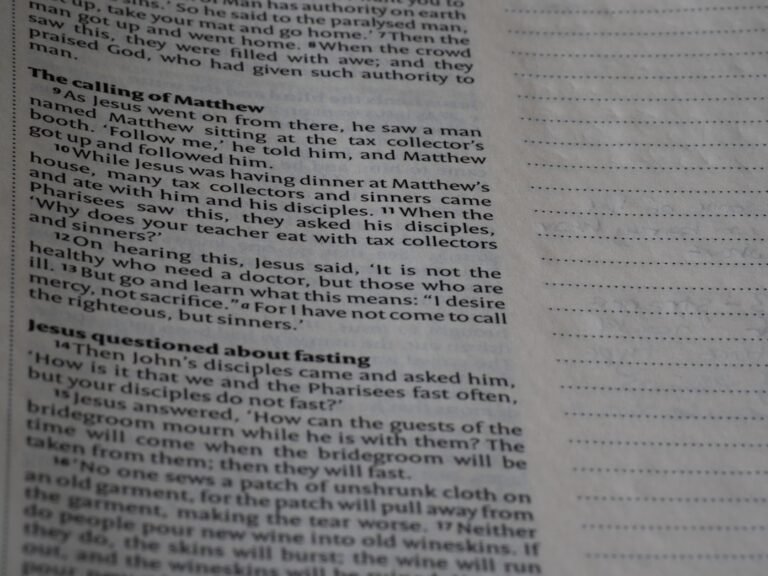 of Man has authority on earth
up, take your mat and go home.’ 7 Then the
man got up and went home. 8 When the crowd
saw this, they were filled with awe; and they
praised God, who had given such authority to
man.
The calling of Matthew
9 As Jesus went on from there, he saw a man
named Matthew sitting at the tax collector’s
booth. ‘Follow me,’ he told him, and Matthew
got up and followed him.
10 While Jesus was having dinner at Matthew’s
house, many tax collectors and sinners came
and ate with him and his disciples. 11 When the
Pharisees saw this, they asked his disciples,
‘Why does your teacher eat with tax collectors
and sinners?’
12 On hearing this, Jesus said, ‘It is not the
healthy who need a doctor, but those who are
ill. 13 But go and learn what this means: “I desire
mercy, not sacrifice.” a For I have not come to call
the righteous, but sinners.’
Jesus questioned about fasting
14 Then John’s disciples came and asked him,
‘How is it that we and the Pharisees fast often,
but your disciples do not fast?’
15 Jesus answered, ‘How can the guests of the
bridegroom mourn while he is with them? The
time will come when the bridegroom will be
taken from them; then they will fast.
16 ‘No one sews a patch of unshrunk cloth on
an old garment, for the patch will pull away from
the garment, making the tear worse. 17 Neither
do people pour new wine into old wineskins. If
they do, the skins will burst; the wine will run
out, and the wineskins will be